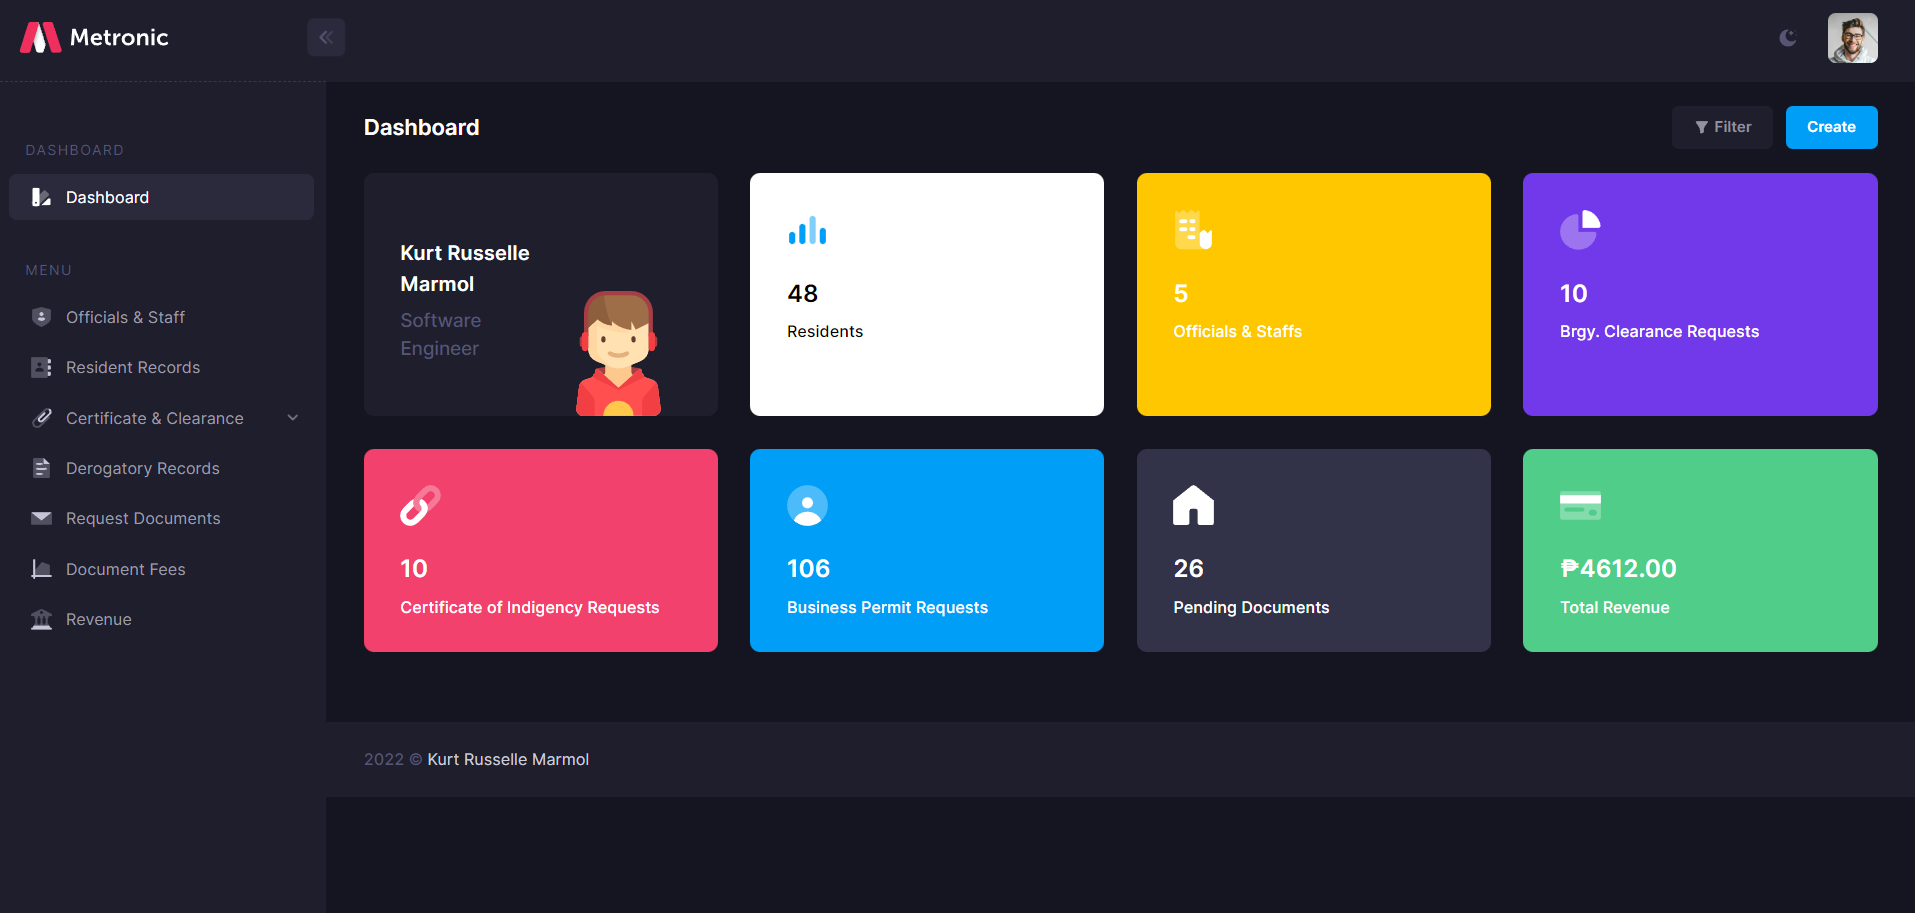 Metronic
DASHBOARD
Dashboard
MENU
Officials & Staff
Resident Records
Certificate & Clearance
Derogatory Records
Request Documents
Document Fees
Revenue
Dashboard
Filter
Create
Kurt Russelle
Marmol
Software
Engineer
48
Residents
5
Officials & Staffs
10
Brgy. Clearance Requests
10
Certificate of Indigency Requests
106
Business Permit Requests
26
Pending Documents
₱4612.00
Total Revenue
2022 © Kurt Russelle Marmol